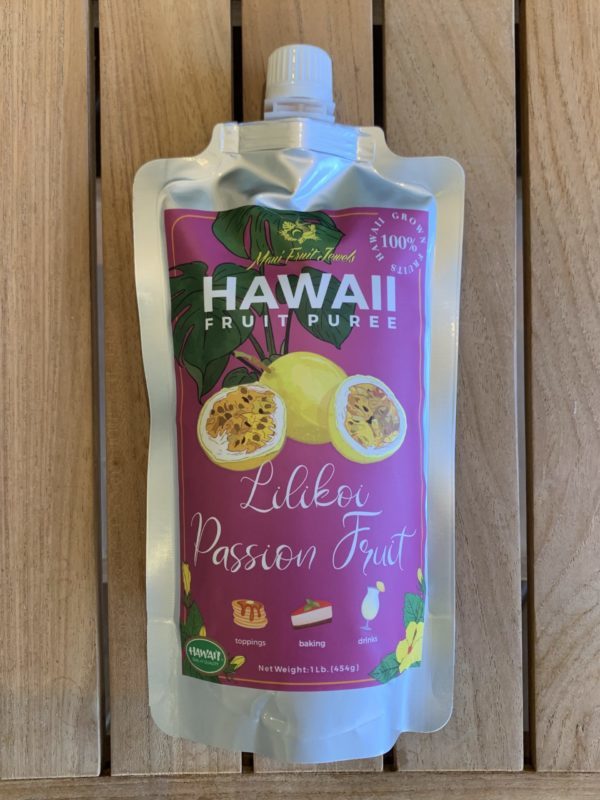 Maui Fruit Jewels
HAWAII GROWN FRUITS
100%
HAWAII
FRUIT PUREE
Lilikoi
Passion Fruit
toppings
baking
drinks
HAWAI'I
Net Weight: 1 Lb. (454g)